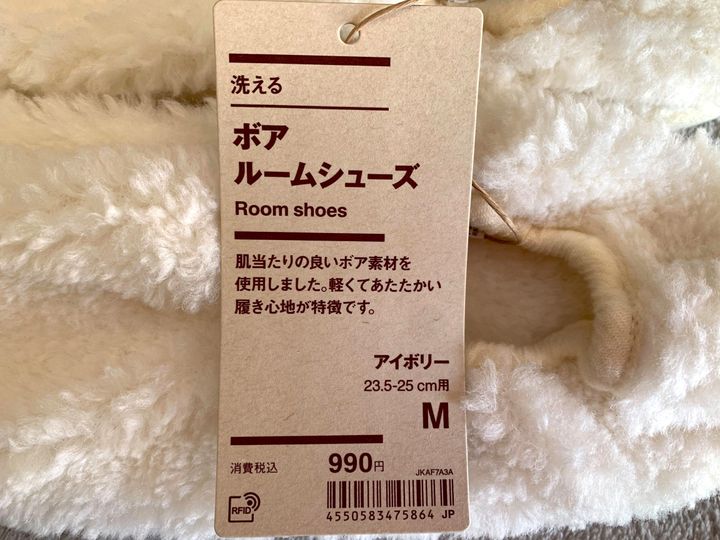 洗える
ボア
ルームシューズ
Room shoes
肌当たりの良いボア素材を
使用しました。軽くてあたたかい
履き心地が特徴です。
アイボリー
23.5-25 cm用
M
消費税込 990円
JKAF7A3A
RFID
4550583475864 JP